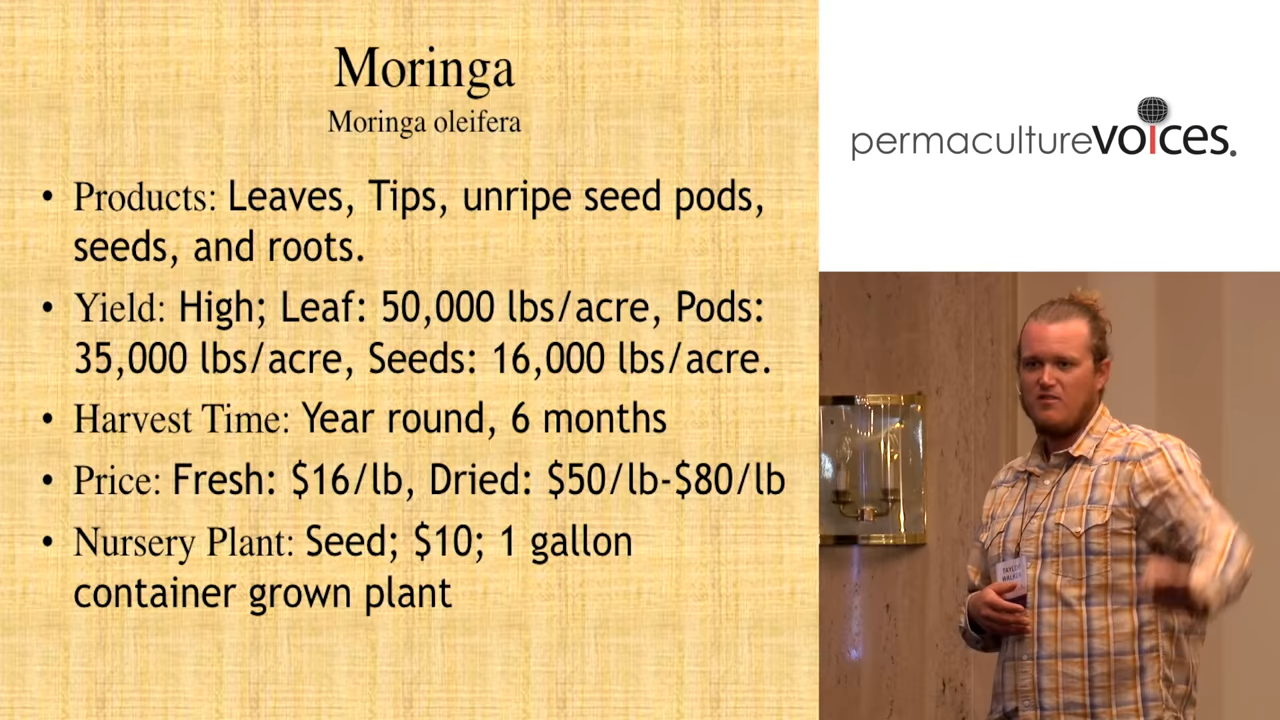 Moringa
Moringa oleifera
• Products: Leaves, Tips, unripe seed pods,
seeds, and roots.
• Yield: High; Leaf: 50,000 lbs/acre, Pods:
35,000 lbs/acre, Seeds: 16,000 lbs/acre.
• Harvest Time: Year round, 6 months
• Price: Fresh: $16/lb, Dried: $50/lb-$80/lb
• Nursery Plant: Seed; $10; 1 gallon
container grown plant
permaculturevoices.